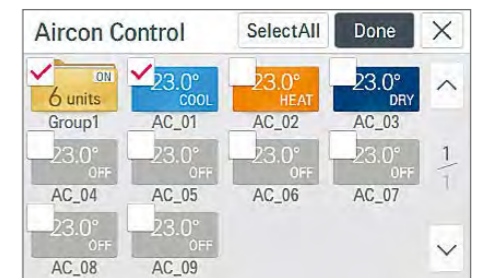 Aircon Control SelectAll Done
ON
6 units 23.0° COOL 23.0° HEAT 23.0° DRY
Group1 AC_01 AC_02 AC_03
23.0° OFF 23.0° OFF 23.0° OFF 23.0° OFF
AC_04 AC_05 AC_06 AC_07
1/1
23.0° OFF 23.0° OFF
AC_08 AC_09